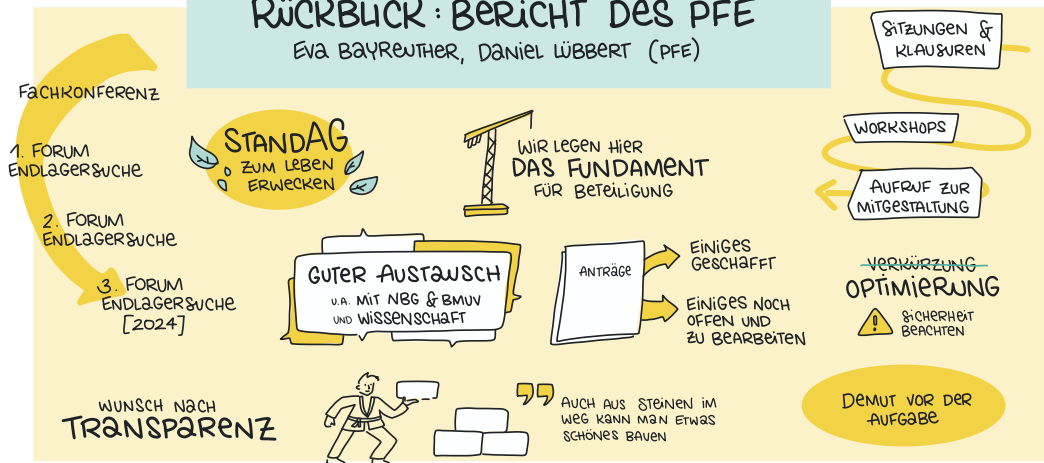 RÜCKBLICK: BERICHT DES PFE
EVA BAYREUTHER, DANIEL LÜBBERT (PFE)
FACHKONFERENZ
1. FORUM
ENDLAGERSUCHE
2. FORUM
ENDLAGERSUCHE
3. FORUM
ENDLAGERSUCHE
[2024]
STANDAG
ZUM LEBEN
ERWECKEN
WIR LEGEN HIER
DAS FUNDAMENT
FÜR BETEILIGUNG
SITZUNGEN &
KLAUSUREN
WORKSHOPS
AUFRUF ZUR
MITGESTALTUNG
GUTER AUSTAUSCH
U.A. MIT NBG & BMUV
UND WISSENSCHAFT
ANTRÄGE
EINIGES
GESCHAFFT
EINIGES NOCH
OFFEN UND
ZU BEARBEITEN
VERKÜRZUNG
OPTIMIERUNG
SICHERHEIT
BEACHTEN
WUNSCH NACH
TRANSPARENZ
AUCH AUS STEINEN IM
WEG KANN MAN ETWAS
SCHÖNES BAUEN
DEMUT VOR DER
AUFGABE